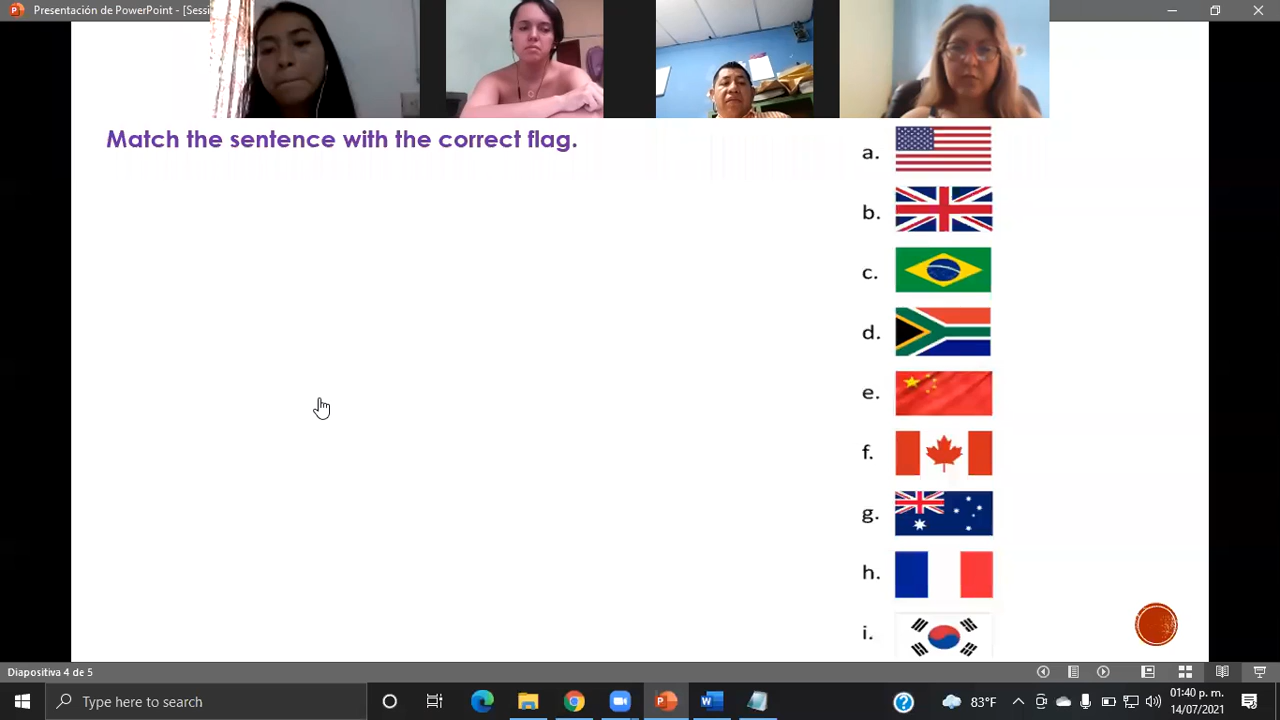 Presentación de PowerPoint - [Sessi
Match the sentence with the correct flag.
a.
b.
c.
d.
e.
f.
g.
h.
i.
Diapositiva 4 de 5
Type here to search
83°F
01:40 p. m.
14/07/2021